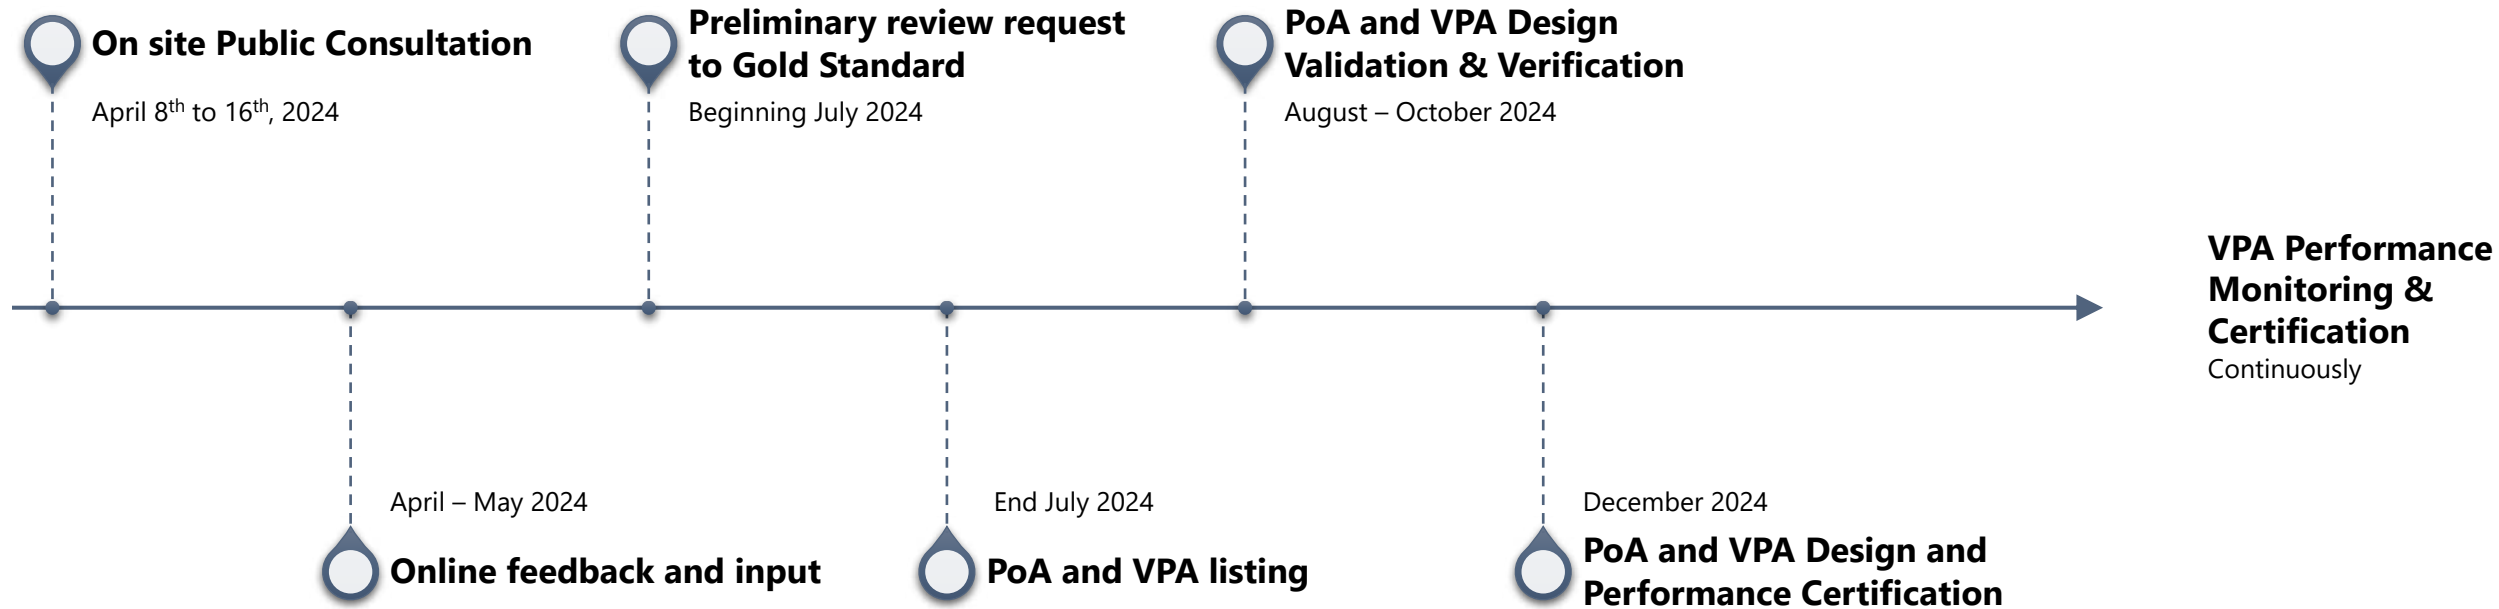 On site Public Consultation
April 8th to 16th, 2024
Preliminary review request
to Gold Standard
Beginning July 2024
PoA and VPA Design
Validation & Verification
August – October 2024
VPA Performance
Monitoring &
Certification
Continuously
April – May 2024
Online feedback and input
End July 2024
PoA and VPA listing
December 2024
PoA and VPA Design and
Performance Certification